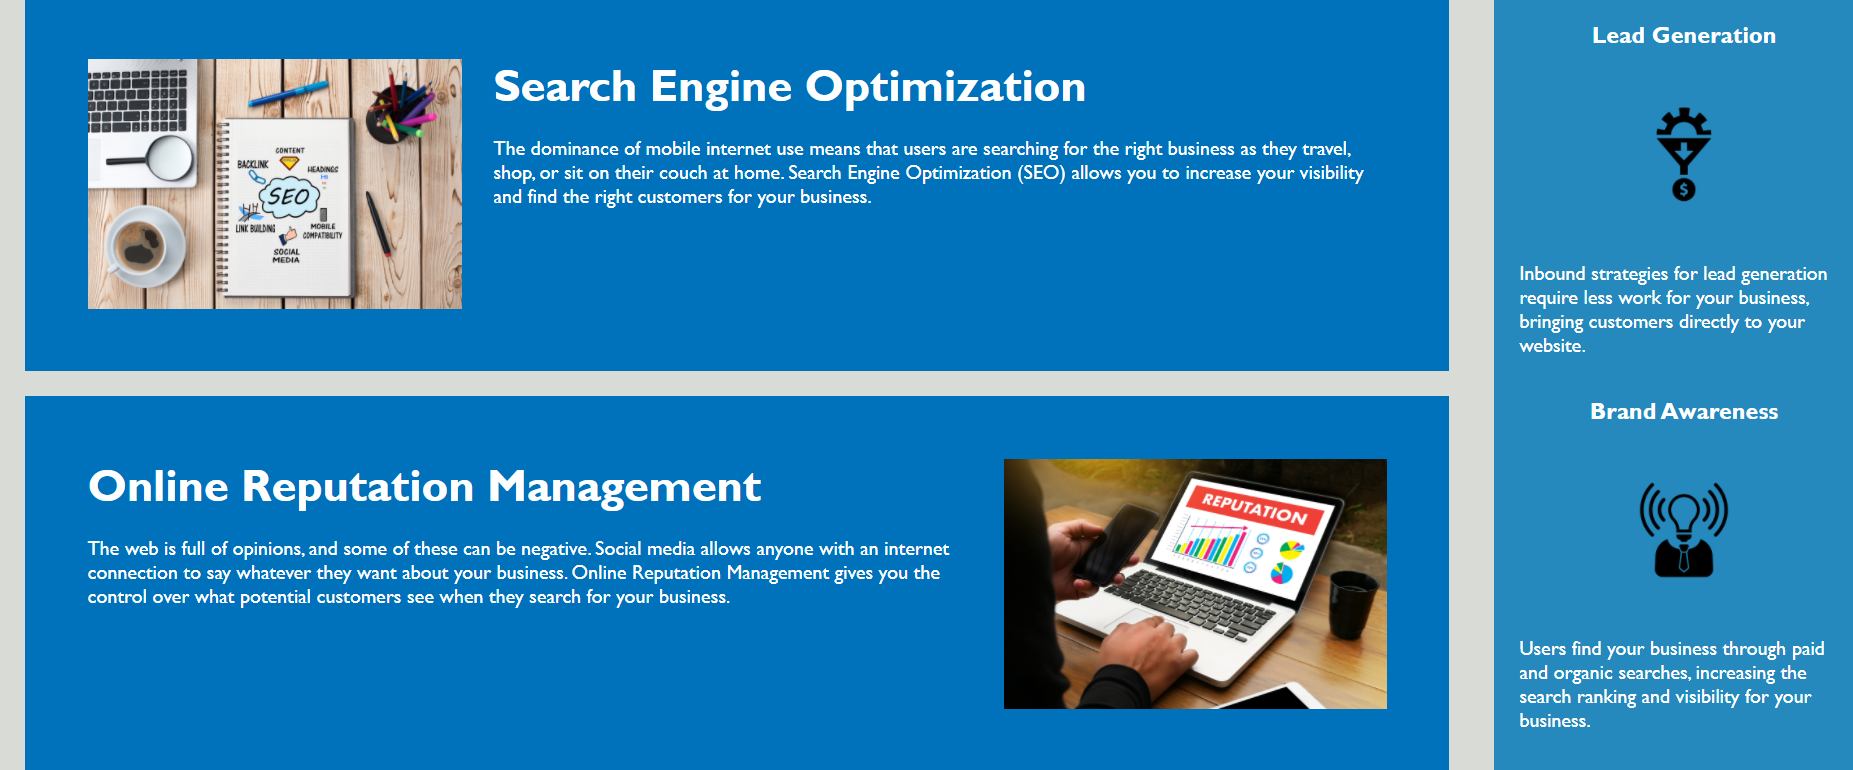 Search Engine Optimization
The dominance of mobile internet use means that users are searching for the right business as they travel,
shop, or sit on their couch at home. Search Engine Optimization (SEO) allows you to increase your visibility
and find the right customers for your business.
CONTENT
BACKLINK
HEADINGS
H1
SEO
LINK BUILDING
MOBILE
COMPATIBILITY
SOCIAL
MEDIA
Online Reputation Management
The web is full of opinions, and some of these can be negative. Social media allows anyone with an internet
connection to say whatever they want about your business. Online Reputation Management gives you the
control over what potential customers see when they search for your business.
REPUTATION
Lead Generation
$
Inbound strategies for lead generation
require less work for your business,
bringing customers directly to your
website.
Brand Awareness
Users find your business through paid
and organic searches, increasing the
search ranking and visibility for your
business.